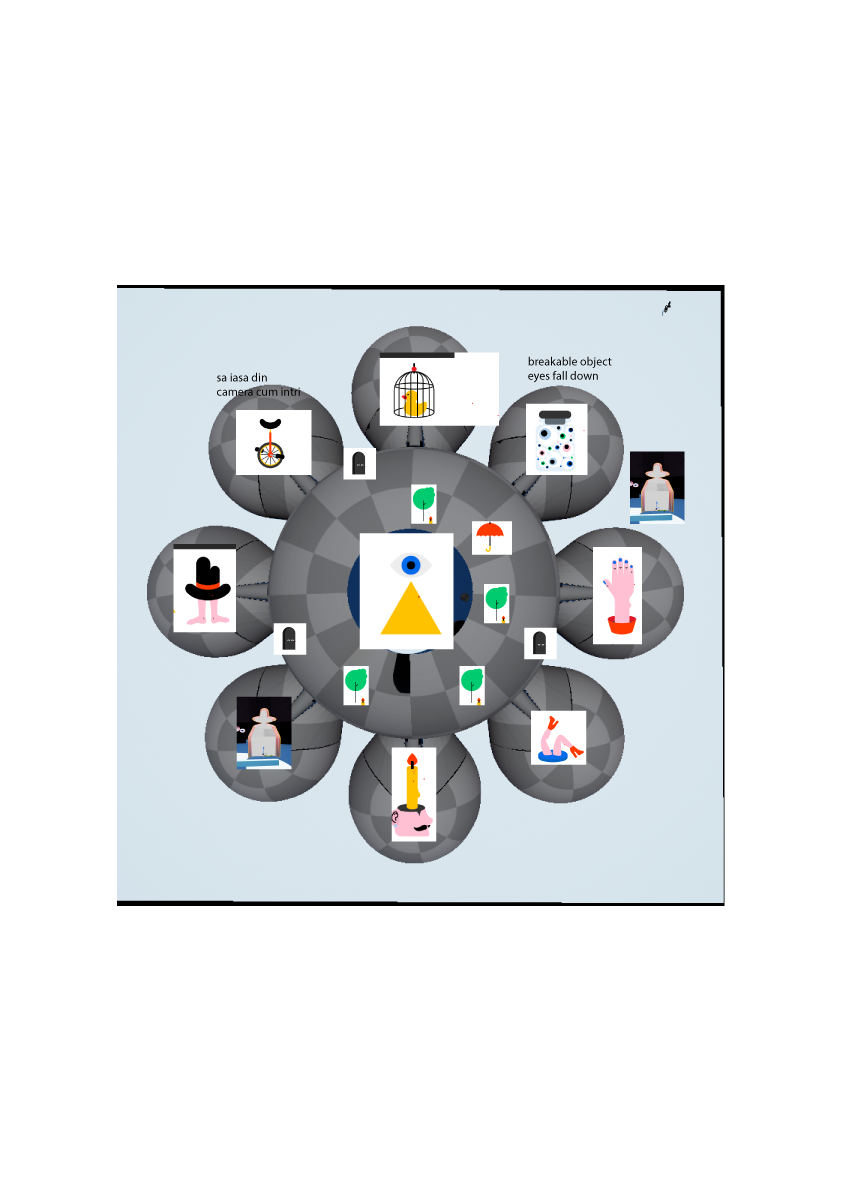 sa iasa din
camera cum intri
breakable object
eyes fall down